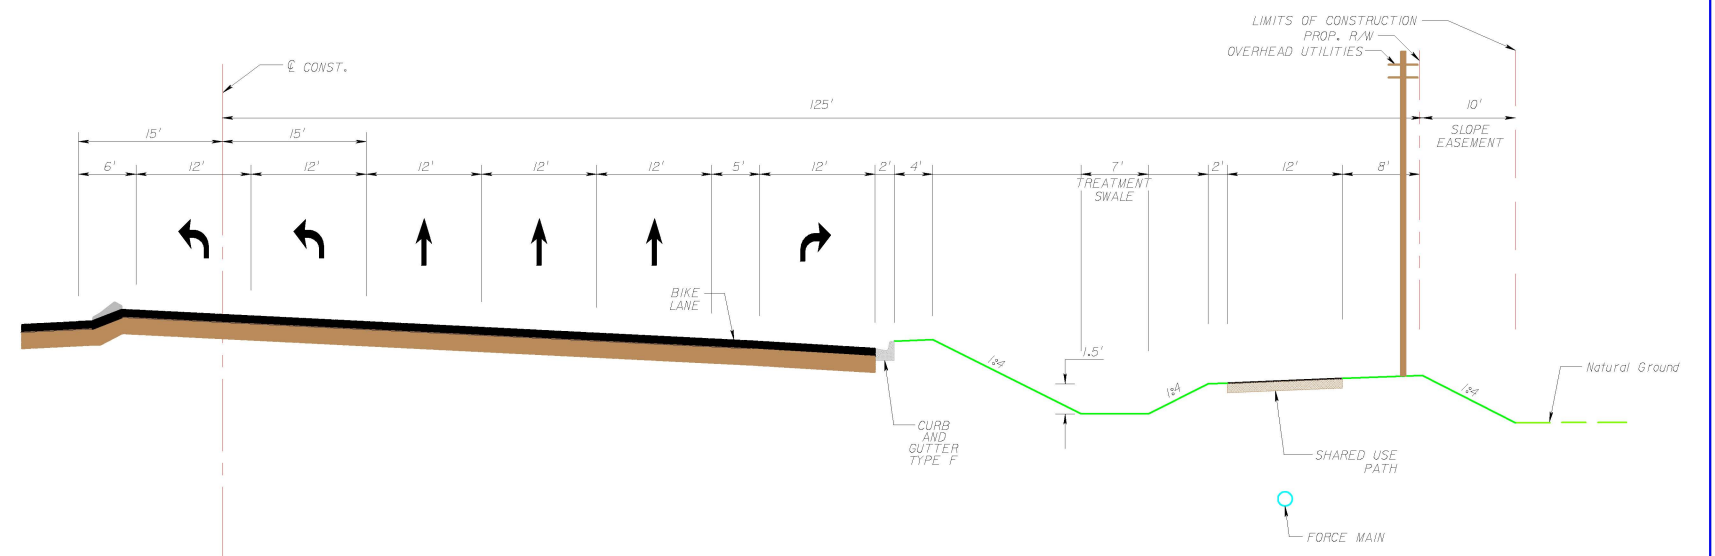 LIMITS OF CONSTRUCTION
PROP. R/W
OVERHEAD UTILITIES
℄ CONST.
125'
10'
SLOPE
EASEMENT
15'
15'
6'
12'
12'
12'
12'
12'
5'
12'
2'
4'
7'
TREATMENT
SWALE
2'
12'
8'
BIKE
LANE
1:4
1.5'
1:4
1:4
Natural Ground
CURB
AND
GUTTER
TYPE F
SHARED USE
PATH
FORCE MAIN